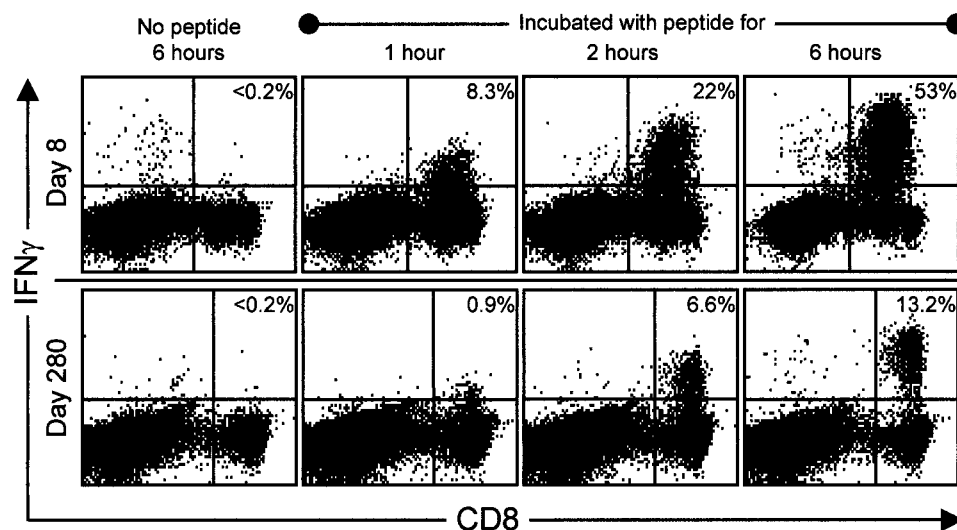 No peptide
6 hours
Incubated with peptide for
1 hour
2 hours
6 hours
IFNγ
Day 8
<0.2%
8.3%
22%
53%
Day 280
<0.2%
0.9%
6.6%
13.2%
CD8